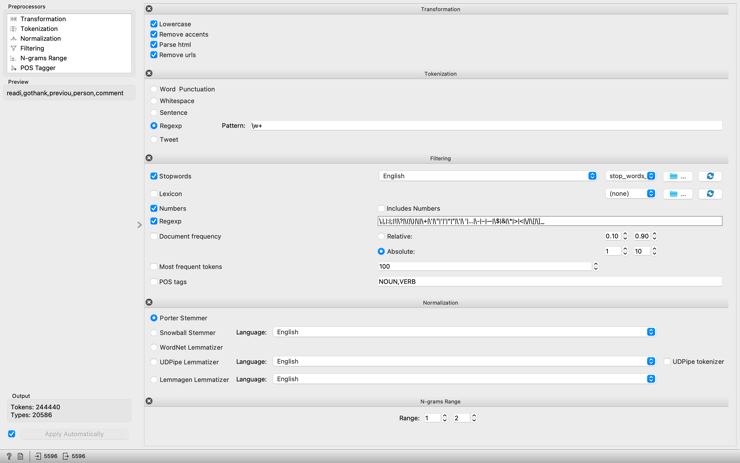 Preprocessors
Transformation
Tokenization
Normalization
Filtering
N-grams Range
POS Tagger
Preview
readi,gothank,previou,person,comment
Output
Tokens: 244440
Types: 20586
Apply Automatically
5596 5596
Transformation
Lowercase
Remove accents
Parse html
Remove urls
Tokenization
Word Punctuation
Whitespace
Sentence
Regexp Pattern: \w+
Tweet
Filtering
Stopwords English stop_words_ ...
Lexicon (none) ...
Numbers Includes Numbers
Regexp
Document frequency Relative: 0.10 0.90
Absolute: 1 10
Most frequent tokens 100
POS tags NOUN,VERB
Normalization
Porter Stemmer
Snowball Stemmer Language: English
WordNet Lemmatizer
UDPipe Lemmatizer Language: English UDPipe tokenizer
Lemmagen Lemmatizer Language: English
N-grams Range
Range: 1 2